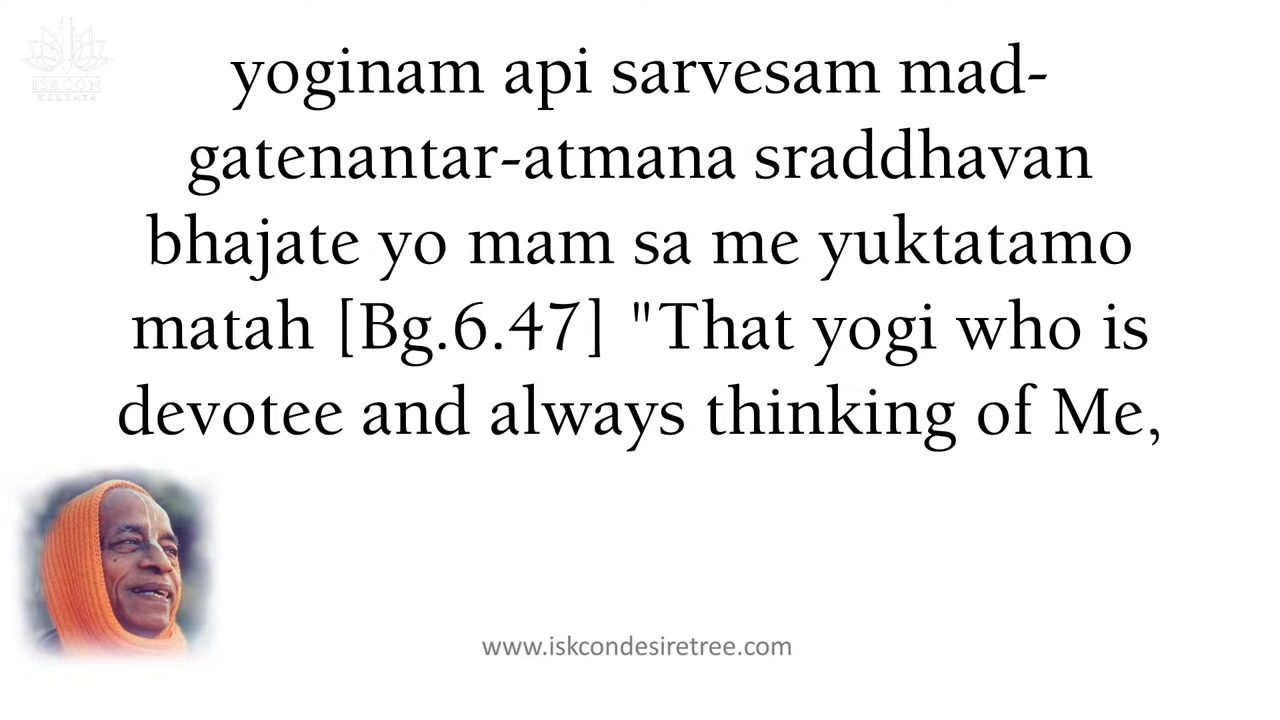 ISKCON
KOLKATA
yoginam api sarvesam mad-
gatenantar-atmana sraddhavan
bhajate yo mam sa me yuktatamo
matah [Bg.6.47] "That yogi who is
devotee and always thinking of Me,
www.iskcondesiretree.com